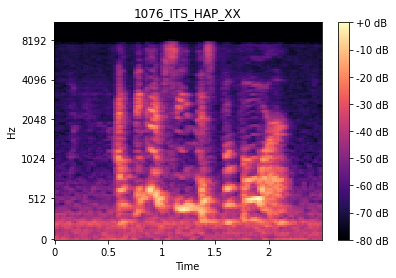 1076_ITS_HAP_XX
+0 dB
8192
-10 dB
4096
-20 dB
-30 dB
2048
Hz
-40 dB
1024
-50 dB
512
-60 dB
-70 dB
0
-80 dB
0 0.5 1 1.5 2
Time